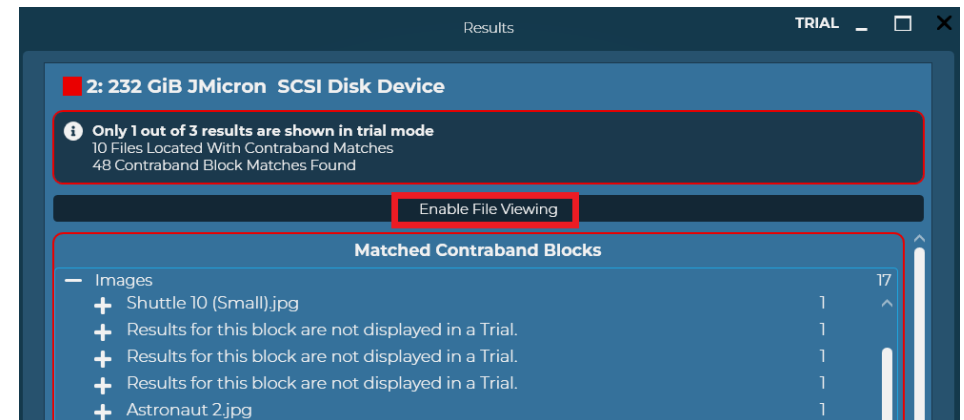 Results
TRIAL
2: 232 GiB JMicron SCSI Disk Device
Only 1 out of 3 results are shown in trial mode
10 Files Located With Contraband Matches
48 Contraband Block Matches Found
Enable File Viewing
Matched Contraband Blocks
Images 17
Shuttle 10 (Small).jpg 1
Results for this block are not displayed in a Trial. 1
Results for this block are not displayed in a Trial. 1
Results for this block are not displayed in a Trial. 1
Astronaut 2.jpg 1